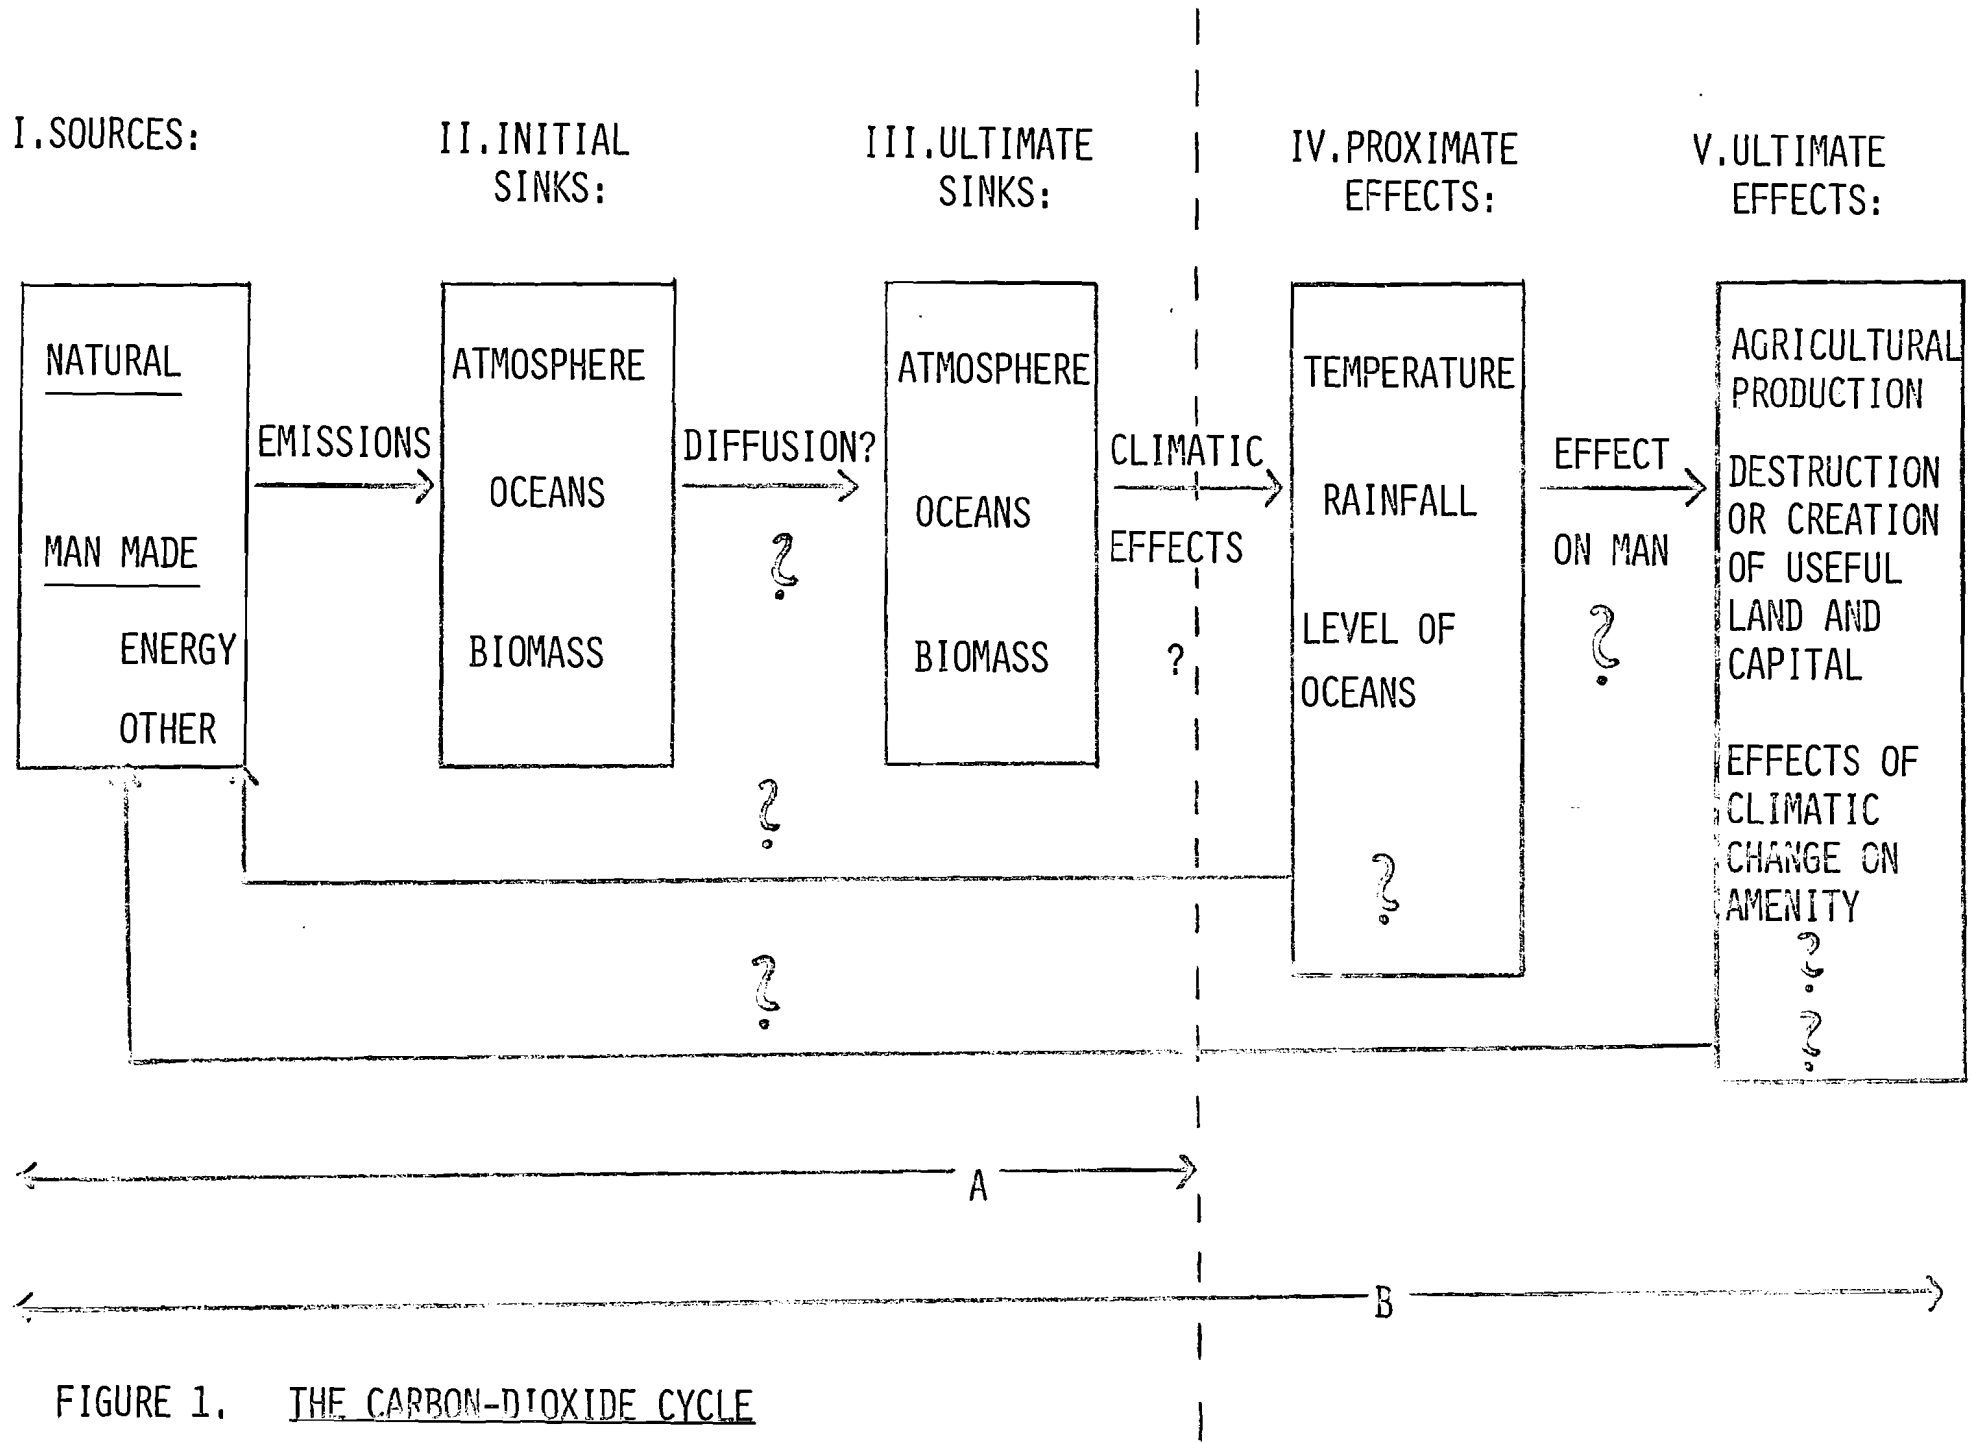 I.SOURCES:
II.INITIAL
SINKS:
III.ULTIMATE
SINKS:
IV.PROXIMATE
EFFECTS:
V.ULTIMATE
EFFECTS:
NATURAL
MAN MADE
ENERGY
OTHER
EMISSIONS
ATMOSPHERE
OCEANS
BIOMASS
DIFFUSION?
?
ATMOSPHERE
OCEANS
BIOMASS
CLIMATIC
EFFECTS
?
TEMPERATURE
RAINFALL
LEVEL OF
OCEANS
?
EFFECT
ON MAN
?
AGRICULTURAL
PRODUCTION
DESTRUCTION
OR CREATION
OF USEFUL
LAND AND
CAPITAL
EFFECTS OF
CLIMATIC
CHANGE ON
AMENITY
?
?
?
?
A
B
FIGURE 1. THE CARBON-DIOXIDE CYCLE